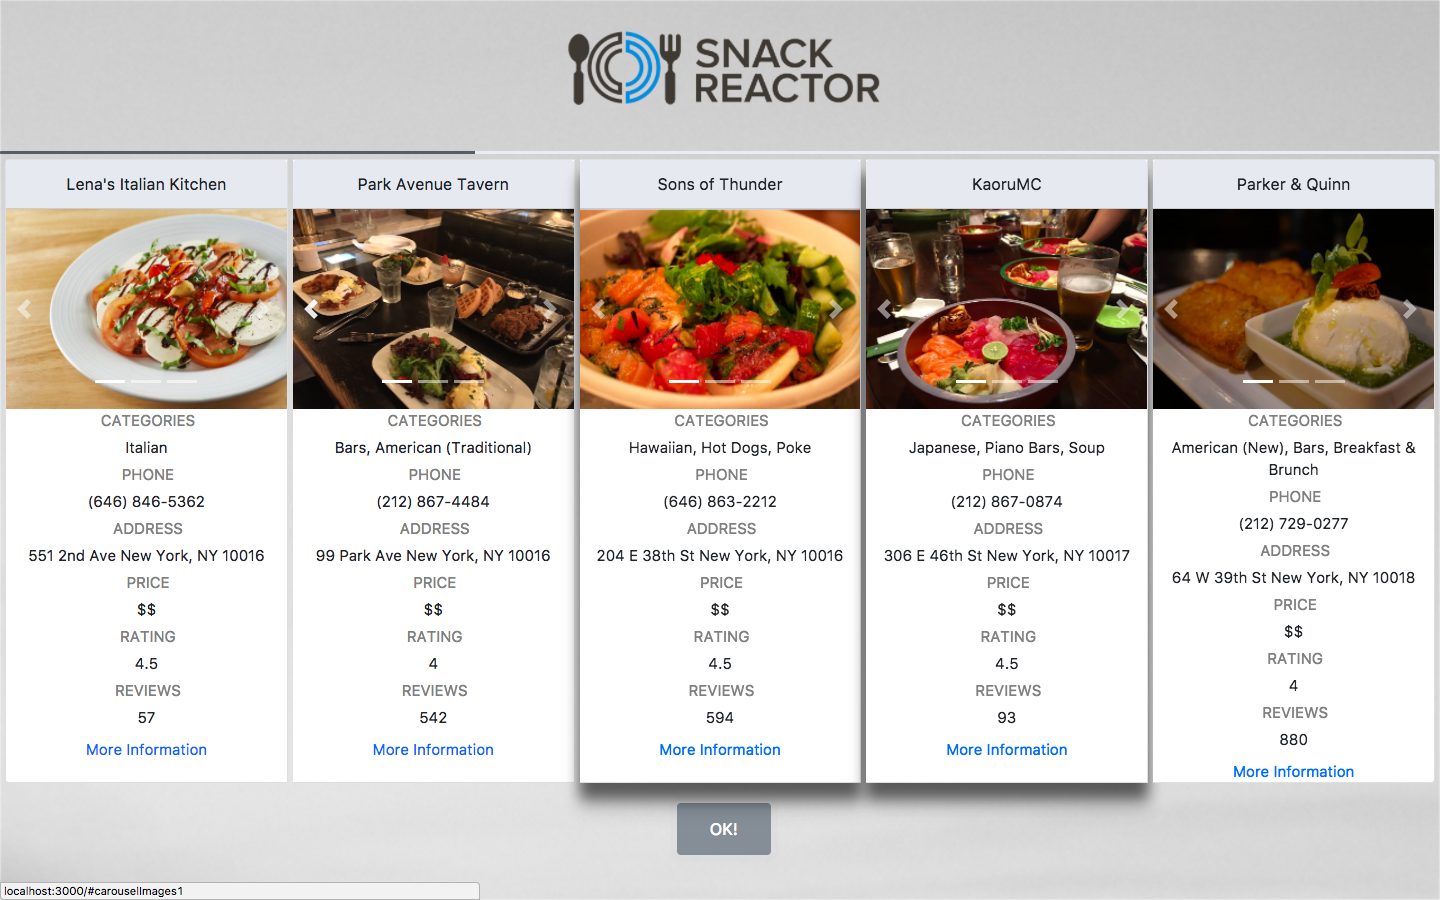 SNACK
REACTOR
Lena's Italian Kitchen
CATEGORIES
Italian
PHONE
(646) 846-5362
ADDRESS
551 2nd Ave New York, NY 10016
PRICE
$$
RATING
4.5
REVIEWS
57
More Information
Park Avenue Tavern
CATEGORIES
Bars, American (Traditional)
PHONE
(212) 867-4484
ADDRESS
99 Park Ave New York, NY 10016
PRICE
$$
RATING
4
REVIEWS
542
More Information
Sons of Thunder
CATEGORIES
Hawaiian, Hot Dogs, Poke
PHONE
(646) 863-2212
ADDRESS
204 E 38th St New York, NY 10016
PRICE
$$
RATING
4.5
REVIEWS
594
More Information
KaoruMC
CATEGORIES
Japanese, Piano Bars, Soup
PHONE
(212) 867-0874
ADDRESS
306 E 46th St New York, NY 10017
PRICE
$$
RATING
4.5
REVIEWS
93
More Information
Parker & Quinn
CATEGORIES
American (New), Bars, Breakfast &
Brunch
PHONE
(212) 729-0277
ADDRESS
64 W 39th St New York, NY 10018
PRICE
$$
RATING
4
REVIEWS
880
More Information
OK!
localhost:3000/#carouselImages1